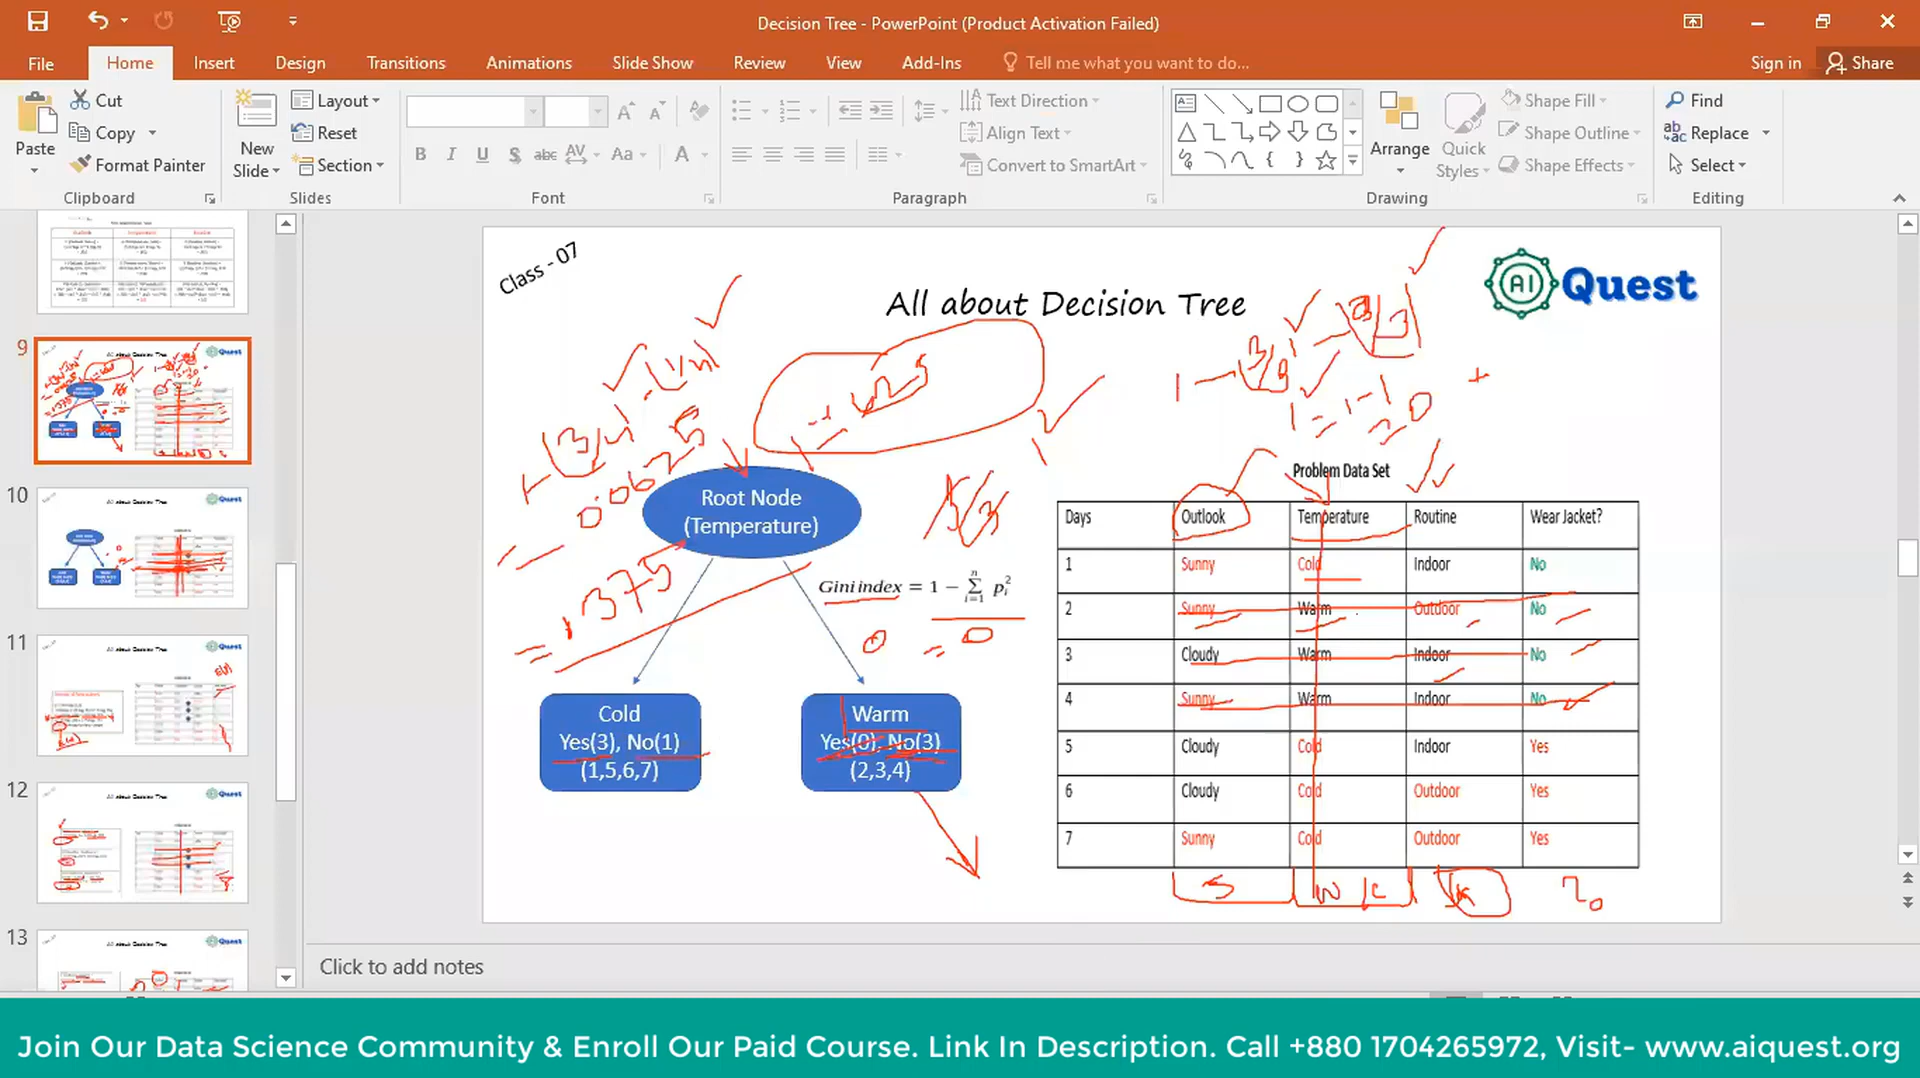 Decision Tree - PowerPoint (Product Activation Failed)
File Home Insert Design Transitions Animations Slide Show Review View Add-Ins Tell me what you want to do... Sign in Share
Cut
Copy
Format Painter
Paste
Clipboard
New
Slide
Layout
Reset
Section
Slides
Font
Text Direction
Align Text
Convert to SmartArt
Paragraph
Arrange
Quick
Styles
Shape Fill
Shape Outline
Shape Effects
Drawing
Find
Replace
Select
Editing
9
10
11
12
13
Class - 07
All about Decision Tree
AI Quest
Root Node
(Temperature)
Gini index = 1 − Σ p
Cold
Yes(3), No(1)
(1,5,6,7)
Warm
Yes(0), No(3)
(2,3,4)
Problem Data Set
Days Outlook Temperature Routine Wear Jacket?
1 Sunny Cold Indoor No
2 Sunny Warm Outdoor No
3 Cloudy Warm Indoor No
4 Sunny Warm Indoor No
5 Cloudy Cold Indoor Yes
6 Cloudy Cold Outdoor Yes
7 Sunny Cold Outdoor Yes
Click to add notes
Join Our Data Science Community & Enroll Our Paid Course. Link In Description. Call +880 1704265972, Visit- www.aiquest.org